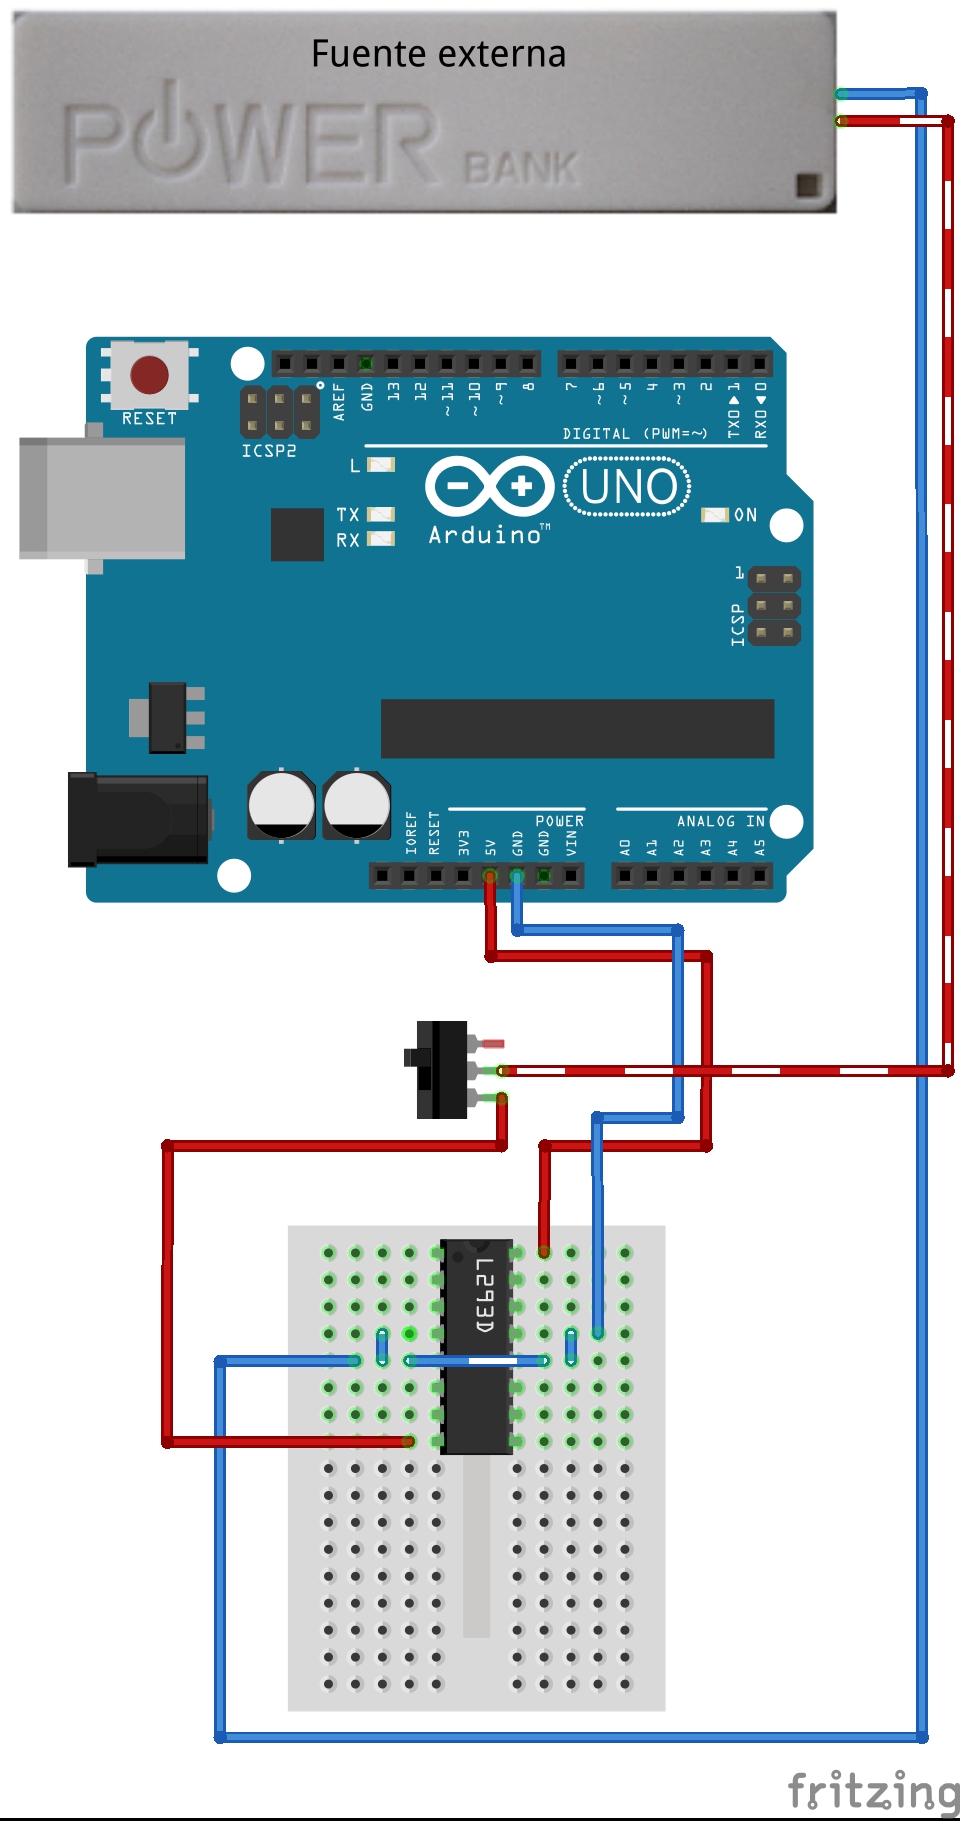 Fuente externa
POWER BANK
RESET
ICSP2
AREF
GND
13
12
~11
~10
~9
8
7
~6
~5
4
~3
2
TX0▶1
RX0◀0
DIGITAL (PWM=~)
L
TX
RX
Arduino™
UNO
ON
1
ICSP
POWER
ANALOG IN
IOREF
RESET
3V3
5V
GND
GND
VIN
A0
A1
A2
A3
A4
A5
L293D
fritzing